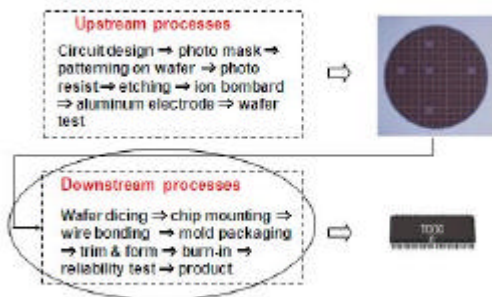 Upstream processes
Circuit design ⇒ photo mask ⇒
patterning on wafer ⇒ photo
resist ⇒ etching ⇒ ion bombard
⇒ aluminum electrode ⇒ wafer
test
Downstream processes
Wafer dicing ⇒ chip mounting ⇒
wire bonding ⇒ mold packaging
⇒ trim & form ⇒ burn-in ⇒
reliability test ⇒ product